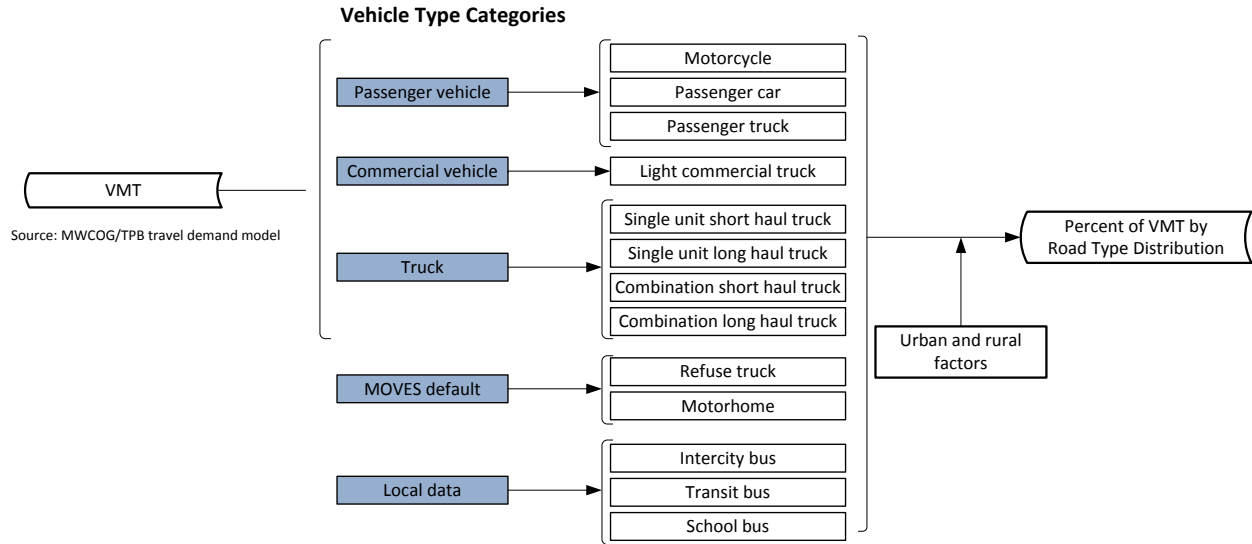 Vehicle Type Categories
VMT
Source: MWCOG/TPB travel demand model
Passenger vehicle
Motorcycle
Passenger car
Passenger truck
Commercial vehicle
Light commercial truck
Truck
Single unit short haul truck
Single unit long haul truck
Combination short haul truck
Combination long haul truck
MOVES default
Refuse truck
Motorhome
Local data
Intercity bus
Transit bus
School bus
Urban and rural
factors
Percent of VMT by
Road Type Distribution